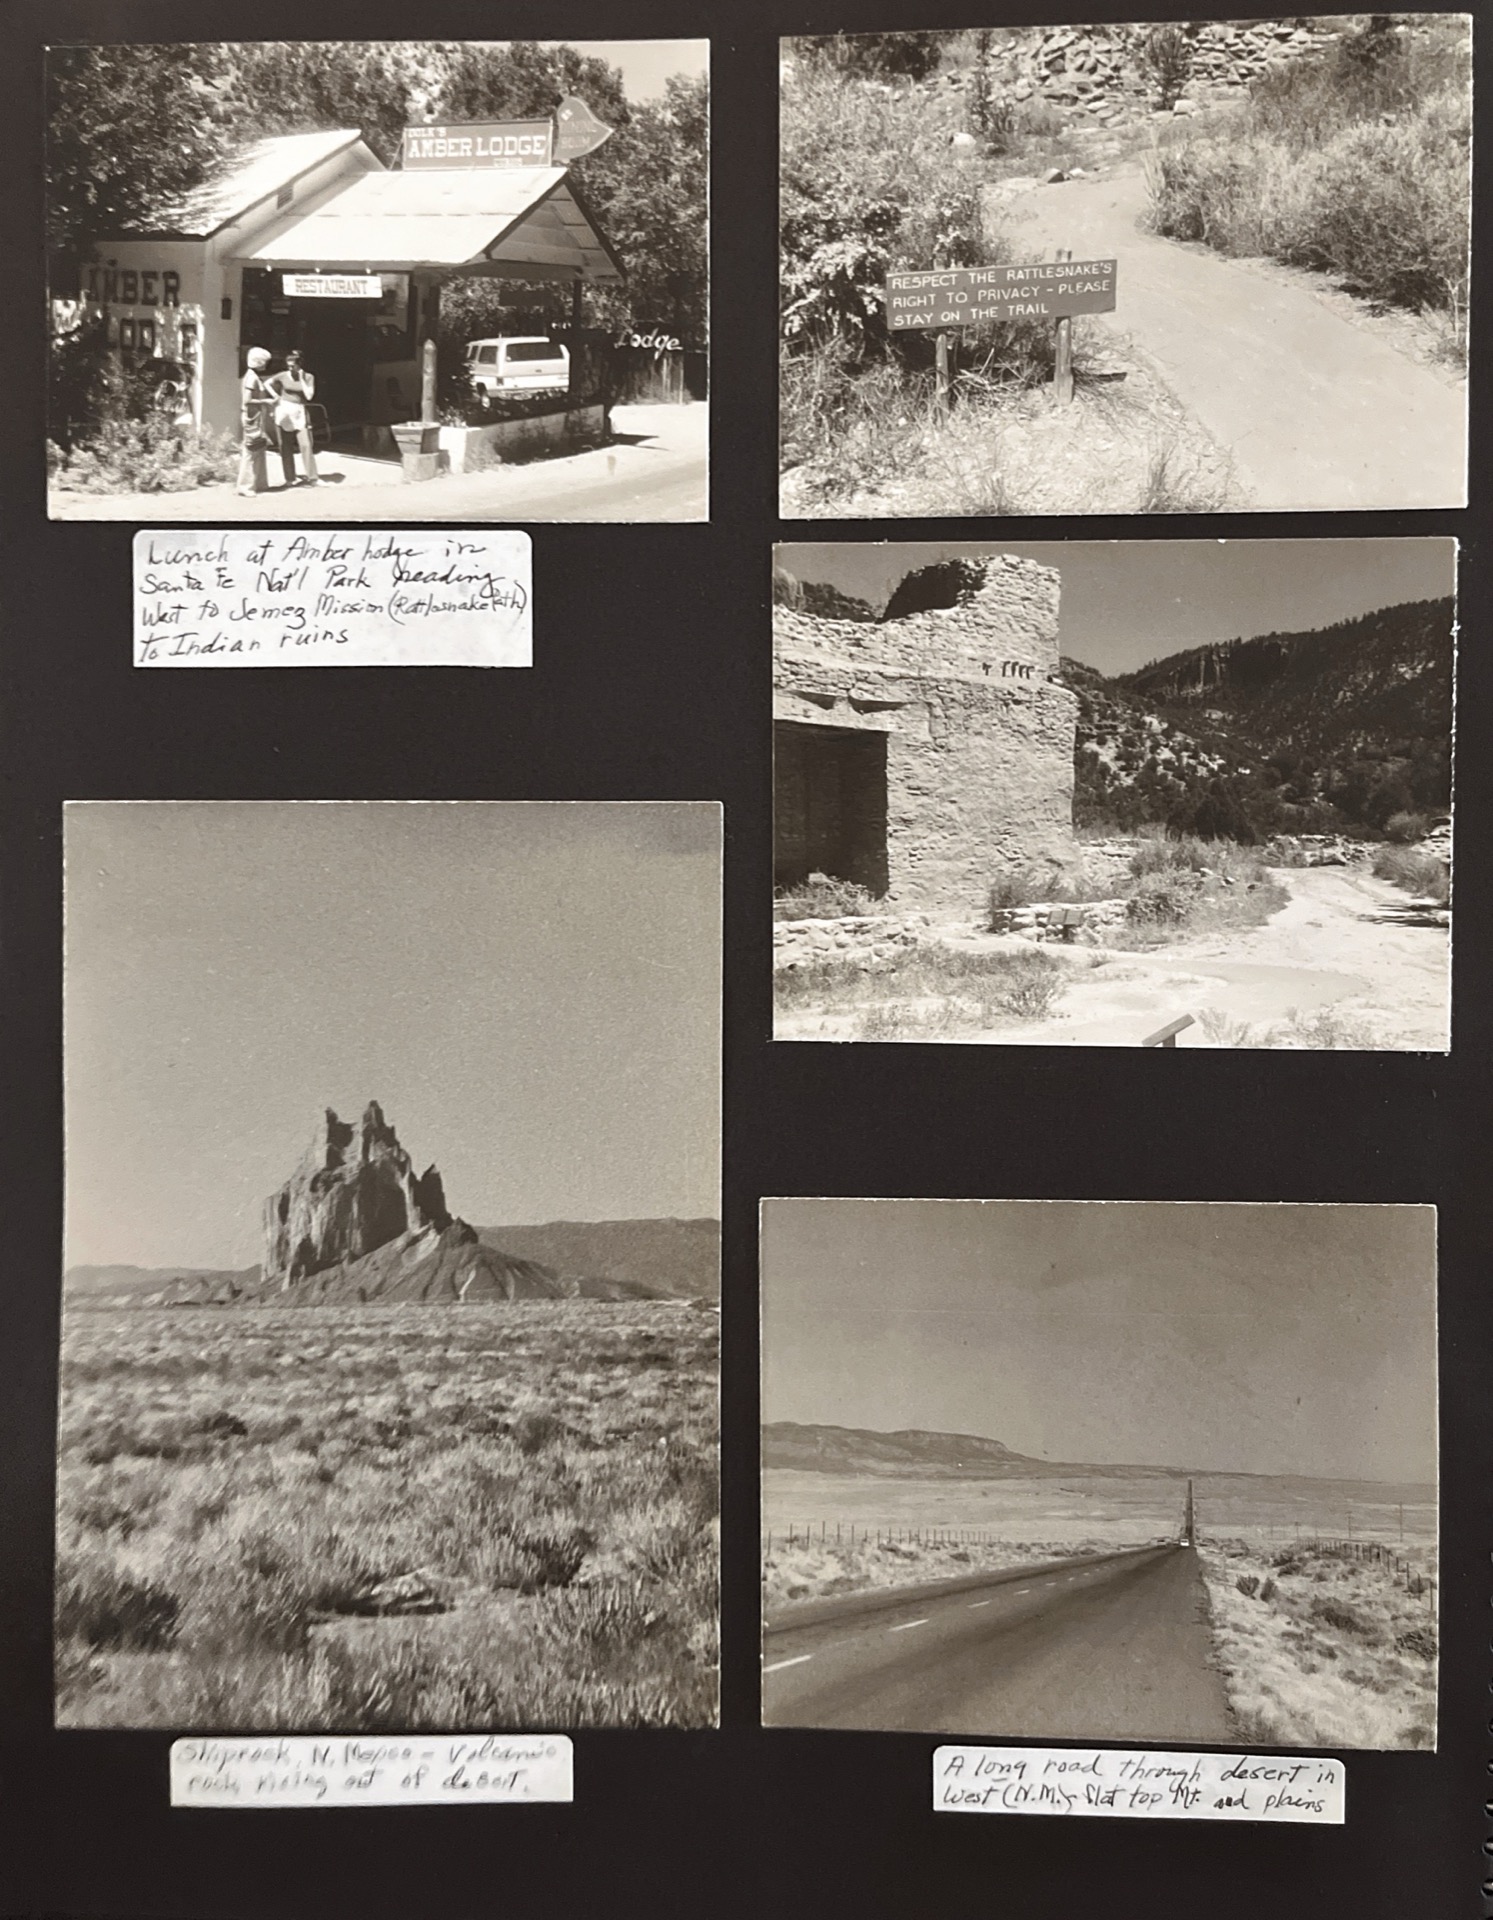 AMBER LODGE
RESTAURANT
AMBER
LODGE
Lodge
RESPECT THE RATTLESNAKE'S
RIGHT TO PRIVACY - PLEASE
STAY ON THE TRAIL
Lunch at Amber Lodge in
Santa Fe Nat'l Park heading
West to Jemez Mission (Rattlesnake Path)
to Indian ruins
Shiprock, N. Mexico - Volcanic
rock rising out of desert.
A long road through desert in
West (N.M.) - flat top Mt. and plains